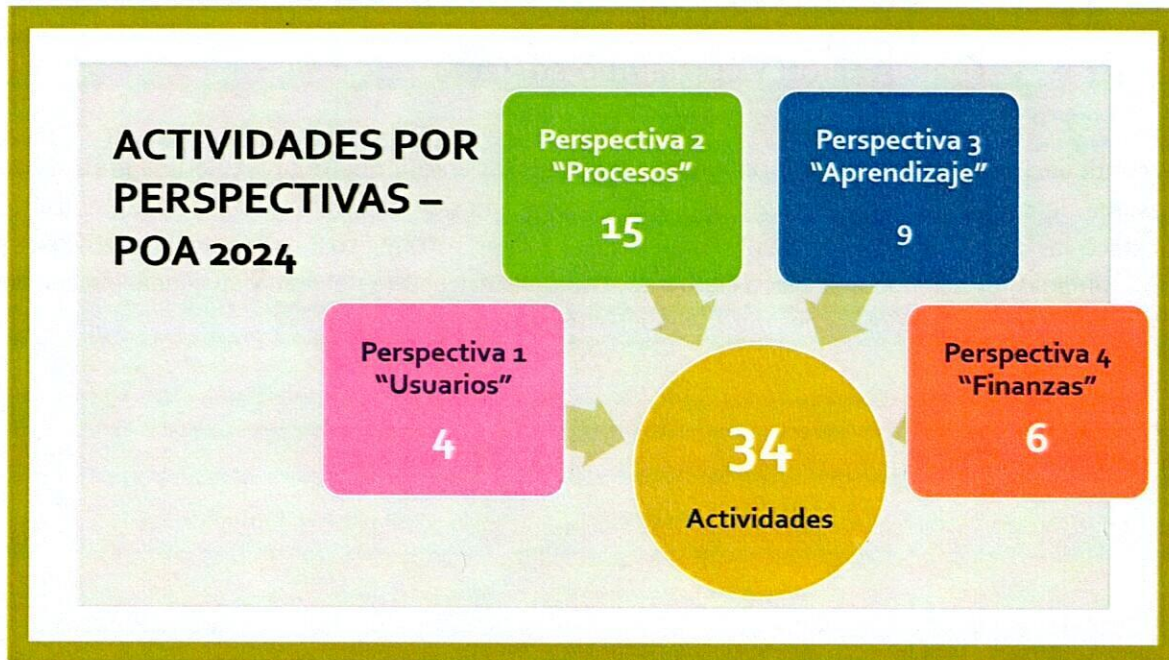 ACTIVIDADES POR
PERSPECTIVAS –
POA 2024
Perspectiva 1
"Usuarios"
4
Perspectiva 2
"Procesos"
15
Perspectiva 3
"Aprendizaje"
9
Perspectiva 4
"Finanzas"
6
34
Actividades